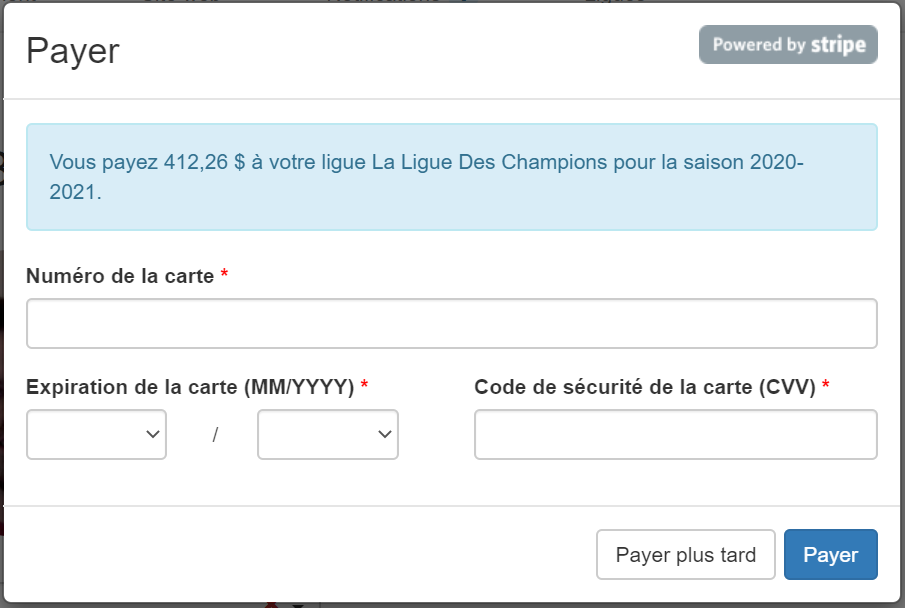 Payer
Powered by stripe
Vous payez 412,26 $ à votre ligue La Ligue Des Champions pour la saison 2020-
2021.
Numéro de la carte *
Expiration de la carte (MM/YYYY) *
Code de sécurité de la carte (CVV) *
/
Payer plus tard
Payer